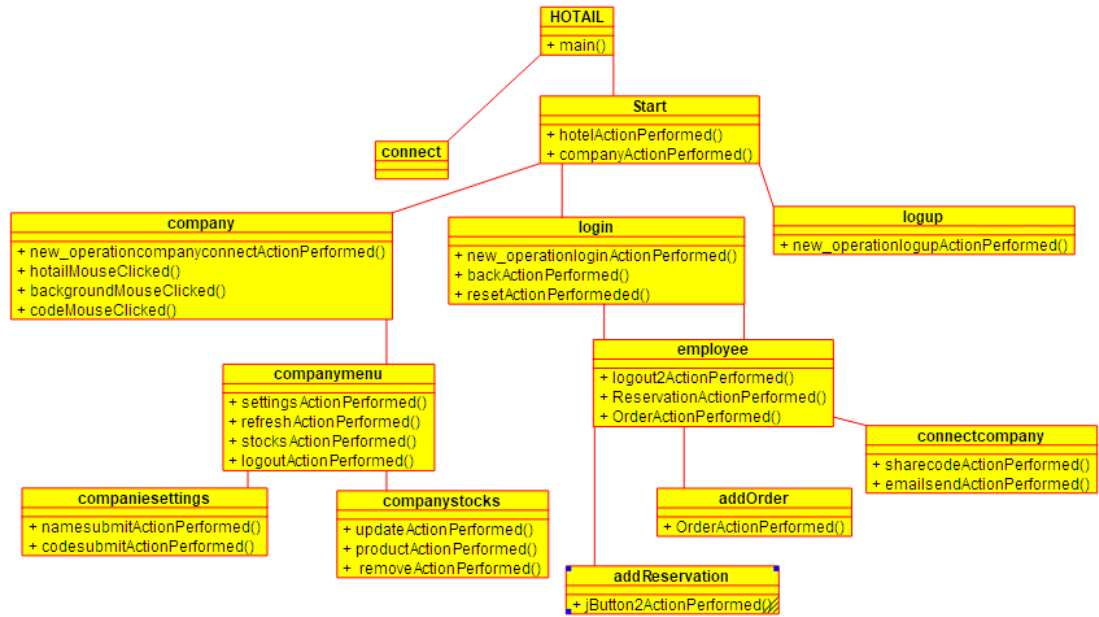 HOTAIL
+ main()
Start
+ hotelActionPerformed()
+ companyActionPerformed()
connect
company
+ new_operationcompanyconnectActionPerformed()
+ hotailMouseClicked()
+ backgroundMouseClicked()
+ codeMouseClicked()
login
+ new_operationloginActionPerformed()
+ backActionPerformed()
+ resetActionPerformeded()
logup
+ new_operationlogupActionPerformed()
companymenu
+ settingsActionPerformed()
+ refreshActionPerformed()
+ stocksActionPerformed()
+ logoutActionPerformed()
employee
+ logout2ActionPerformed()
+ ReservationActionPerformed()
+ OrderActionPerformed()
connectcompany
+ sharecodeActionPerformed()
+ emailsendActionPerformed()
companiesettings
+ namesubmitActionPerformed()
+ codesubmitActionPerformed()
companystocks
+ updateActionPerformed()
+ productActionPerformed()
+ removeActionPerformed()
addOrder
+ OrderActionPerformed()
addReservation
+ jButton2ActionPerformed()